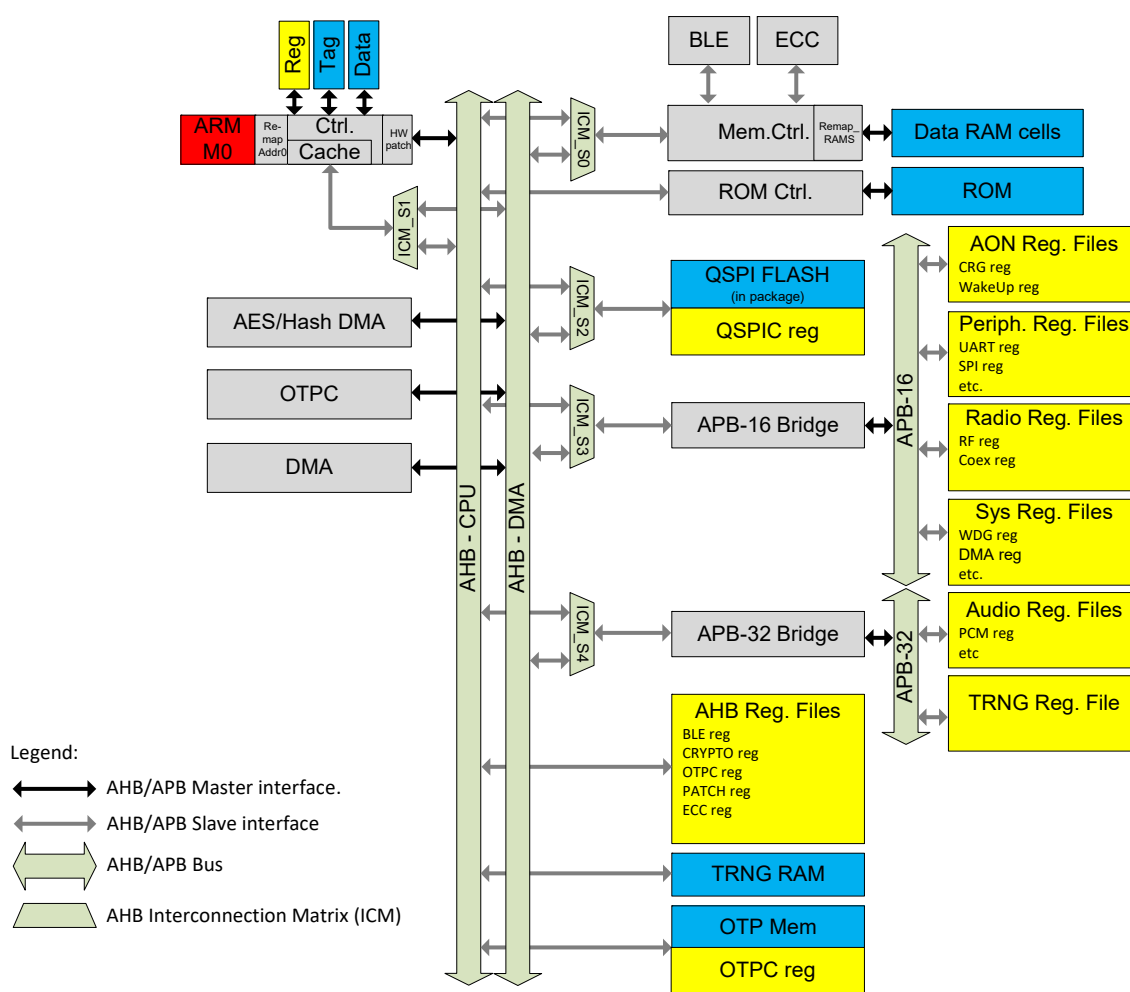 BLE
ECC
Reg
Tag
Data
ARM
M0
Re-
map
Addr0
Ctrl.
Cache
HW
patch
ICM_S0
Mem.Ctrl.
Remap_
RAMS
Data RAM cells
ROM Ctrl.
ROM
ICM_S1
AON Reg. Files
CRG reg
WakeUp reg
QSPI FLASH
(in package)
QSPIC reg
ICM_S2
AES/Hash DMA
Periph. Reg. Files
UART reg
SPI reg
etc.
OTPC
ICM_S3
APB-16 Bridge
APB-16
Radio Reg. Files
RF reg
Coex reg
DMA
AHB - CPU
AHB - DMA
Sys Reg. Files
WDG reg
DMA reg
etc.
ICM_S4
APB-32 Bridge
APB-32
Audio Reg. Files
PCM reg
etc
TRNG Reg. File
AHB Reg. Files
BLE reg
CRYPTO reg
OTPC reg
PATCH reg
ECC reg
TRNG RAM
OTP Mem
OTPC reg
Legend:
AHB/APB Master interface.
AHB/APB Slave interface
AHB/APB Bus
AHB Interconnection Matrix (ICM)